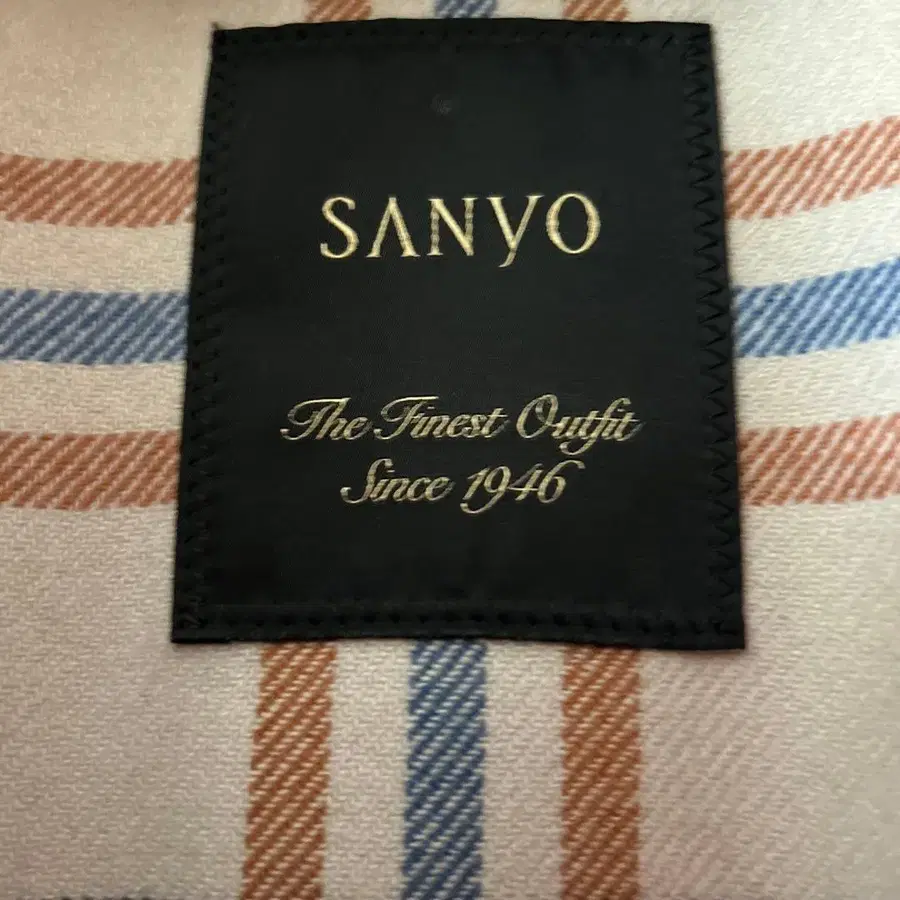 SANYO
The Finest Outfit
Since 1946